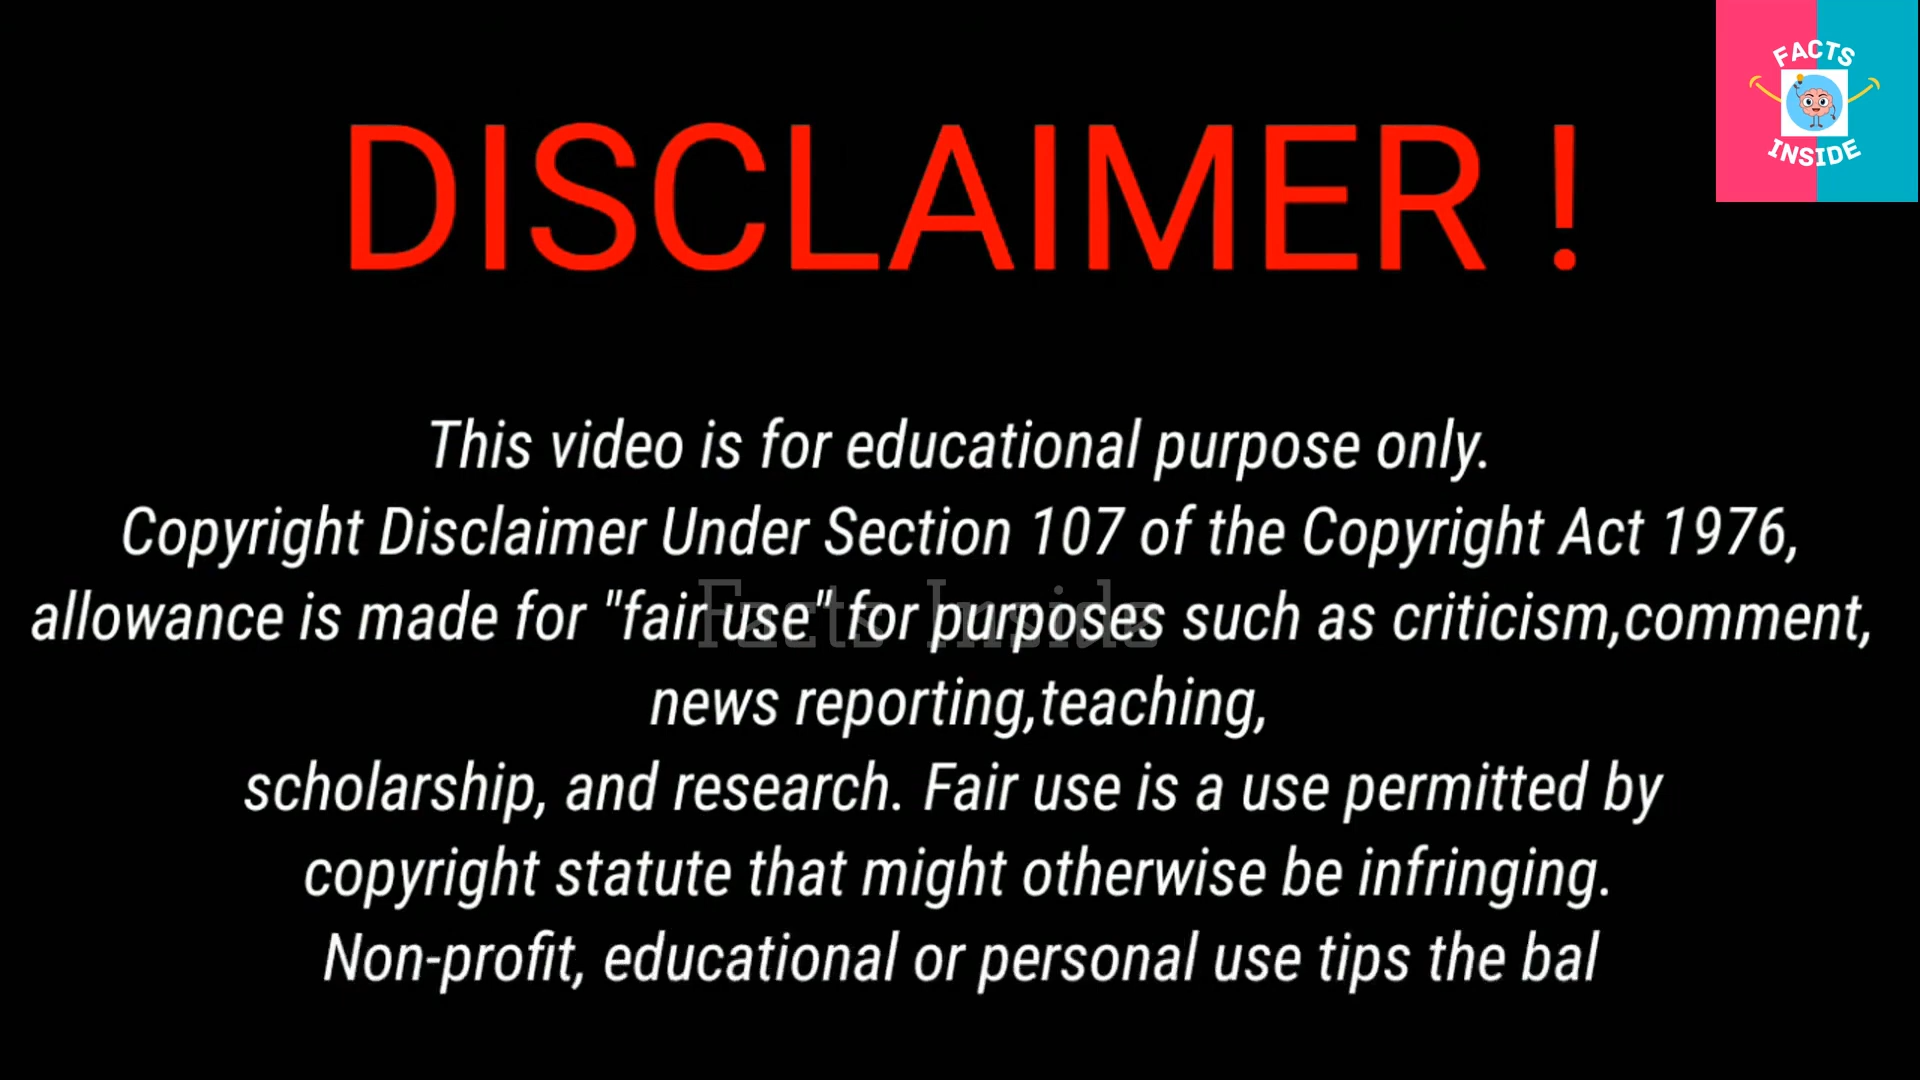 FACTS
INSIDE
DISCLAIMER !
This video is for educational purpose only.
Copyright Disclaimer Under Section 107 of the Copyright Act 1976,
allowance is made for "fair use" for purposes such as criticism,comment,
Facts Inside
news reporting,teaching,
scholarship, and research. Fair use is a use permitted by
copyright statute that might otherwise be infringing.
Non-profit, educational or personal use tips the bal